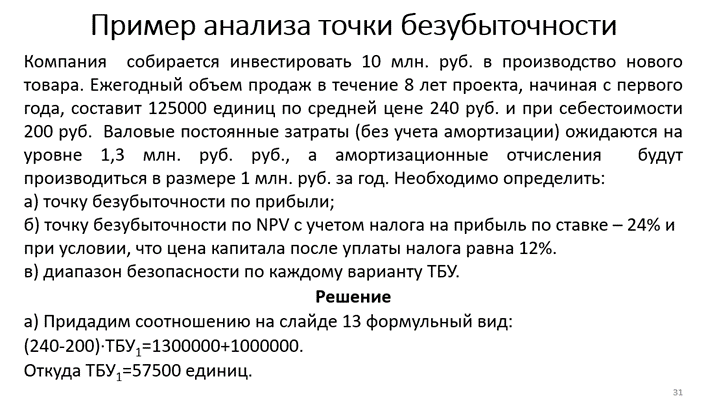 Пример анализа точки безубыточности
Компания собирается инвестировать 10 млн. руб. в производство нового
товара. Ежегодный объем продаж в течение 8 лет проекта, начиная с первого
года, составит 125000 единиц по средней цене 240 руб. и при себестоимости
200 руб. Валовые постоянные затраты (без учета амортизации) ожидаются на
уровне 1,3 млн. руб. руб., а амортизационные отчисления будут
производиться в размере 1 млн. руб. за год. Необходимо определить:
а) точку безубыточности по прибыли;
б) точку безубыточности по NPV с учетом налога на прибыль по ставке – 24% и
при условии, что цена капитала после уплаты налога равна 12%.
в) диапазон безопасности по каждому варианту ТБУ.
Решение
а) Придадим соотношению на слайде 13 формульный вид:
(240-200)·ТБУ₁=1300000+1000000.
Откуда ТБУ₁=57500 единиц.
31